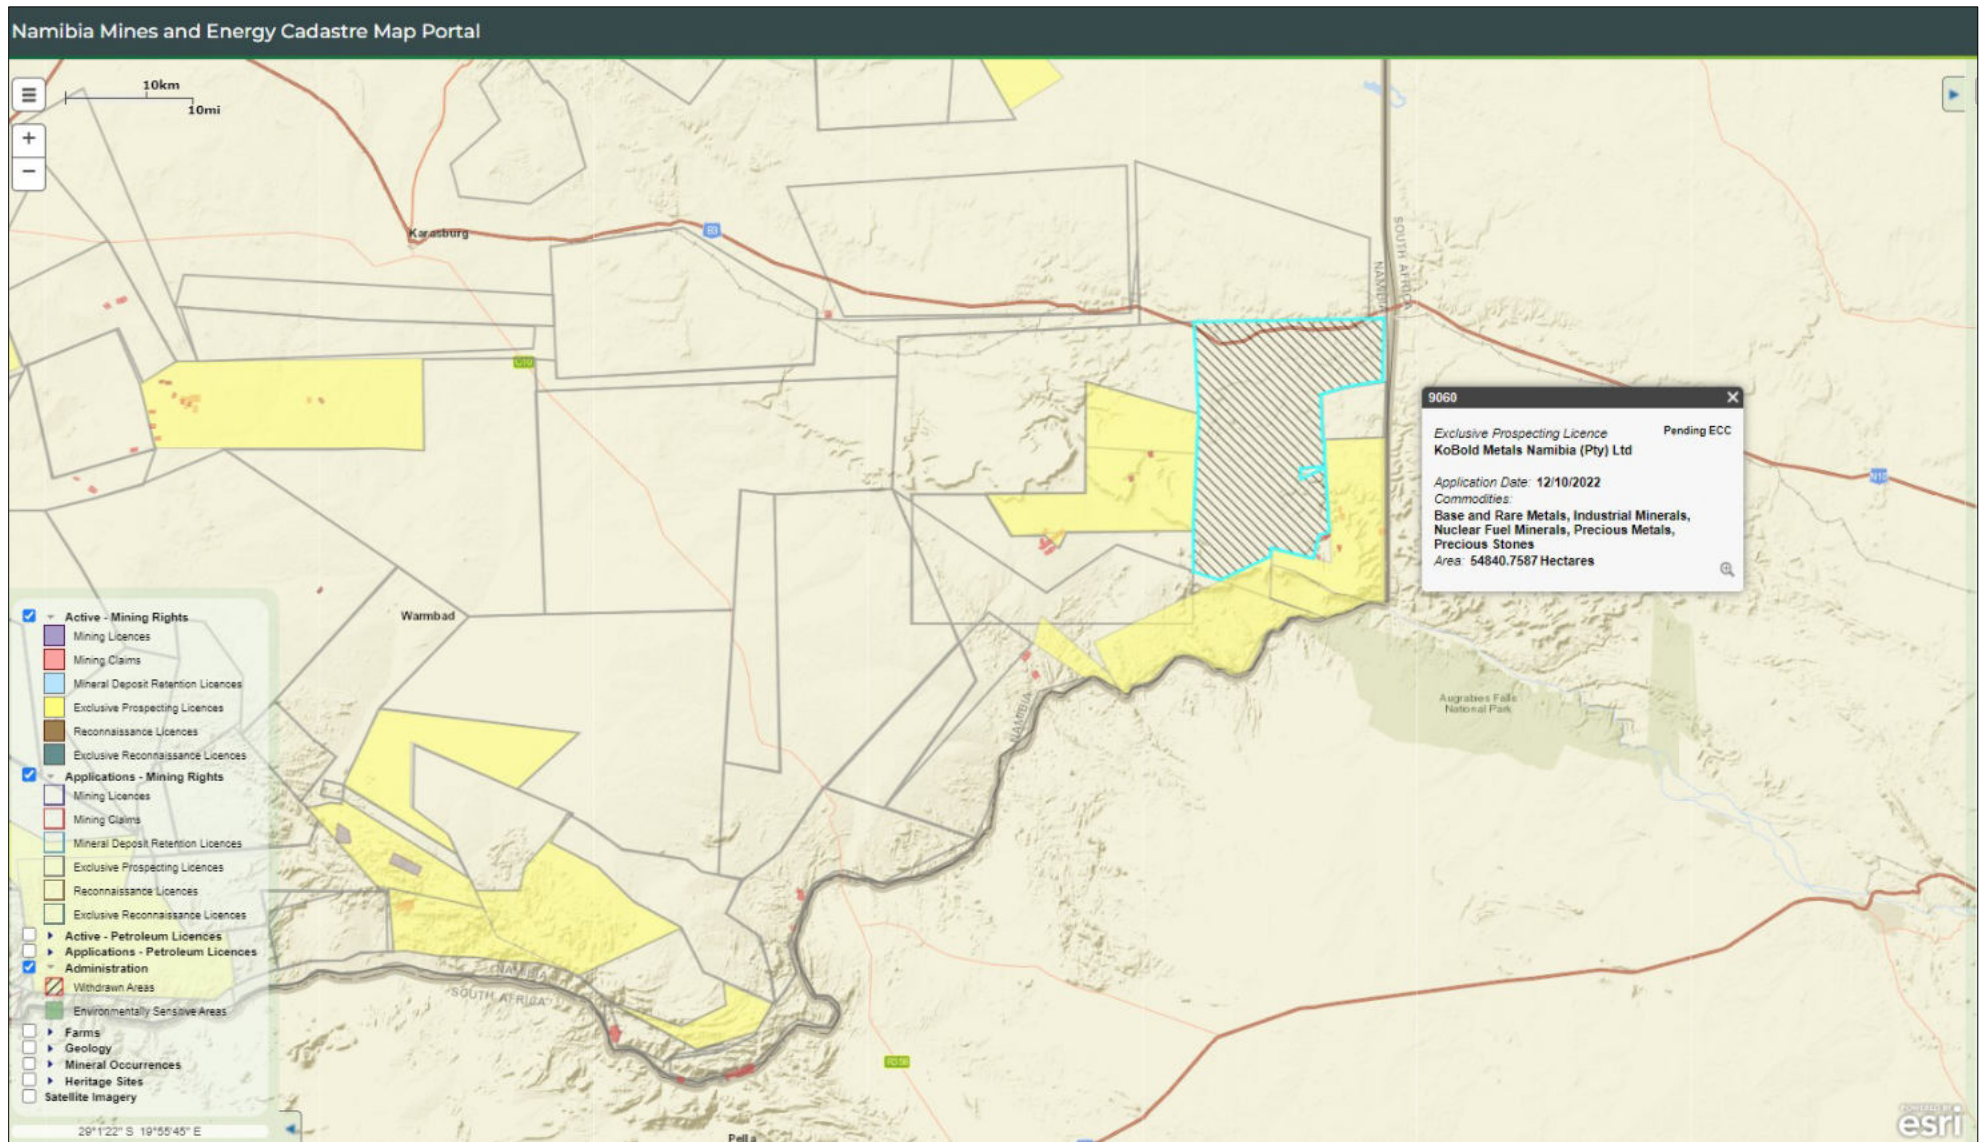 Namibia Mines and Energy Cadastre Map Portal
10km
10mi
+
−
Karasburg
B3
SOUTH AFRICA
NAMIBIA
C10
9060
Exclusive Prospecting Licence
Pending ECC
KoBold Metals Namibia (Pty) Ltd
Application Date: 12/10/2022
Commodities:
Base and Rare Metals, Industrial Minerals,
Nuclear Fuel Minerals, Precious Metals,
Precious Stones
Area: 54840.7587 Hectares
N10
Warmbad
NAMIBIA
Augrabies Falls
National Park
Active - Mining Rights
Mining Licences
Mining Claims
Mineral Deposit Retention Licences
Exclusive Prospecting Licences
Reconnaissance Licences
Exclusive Reconnaissance Licences
Applications - Mining Rights
Mining Licences
Mining Claims
Mineral Deposit Retention Licences
Exclusive Prospecting Licences
Reconnaissance Licences
Exclusive Reconnaissance Licences
Active - Petroleum Licences
Applications - Petroleum Licences
Administration
Withdrawn Areas
Environmentally Sensitive Areas
Farms
Geology
Mineral Occurrences
Heritage Sites
Satellite Imagery
NAMIBIA
SOUTH AFRICA
R358
29°1'22" S 19°55'45" E
Pella
POWERED BY
esri